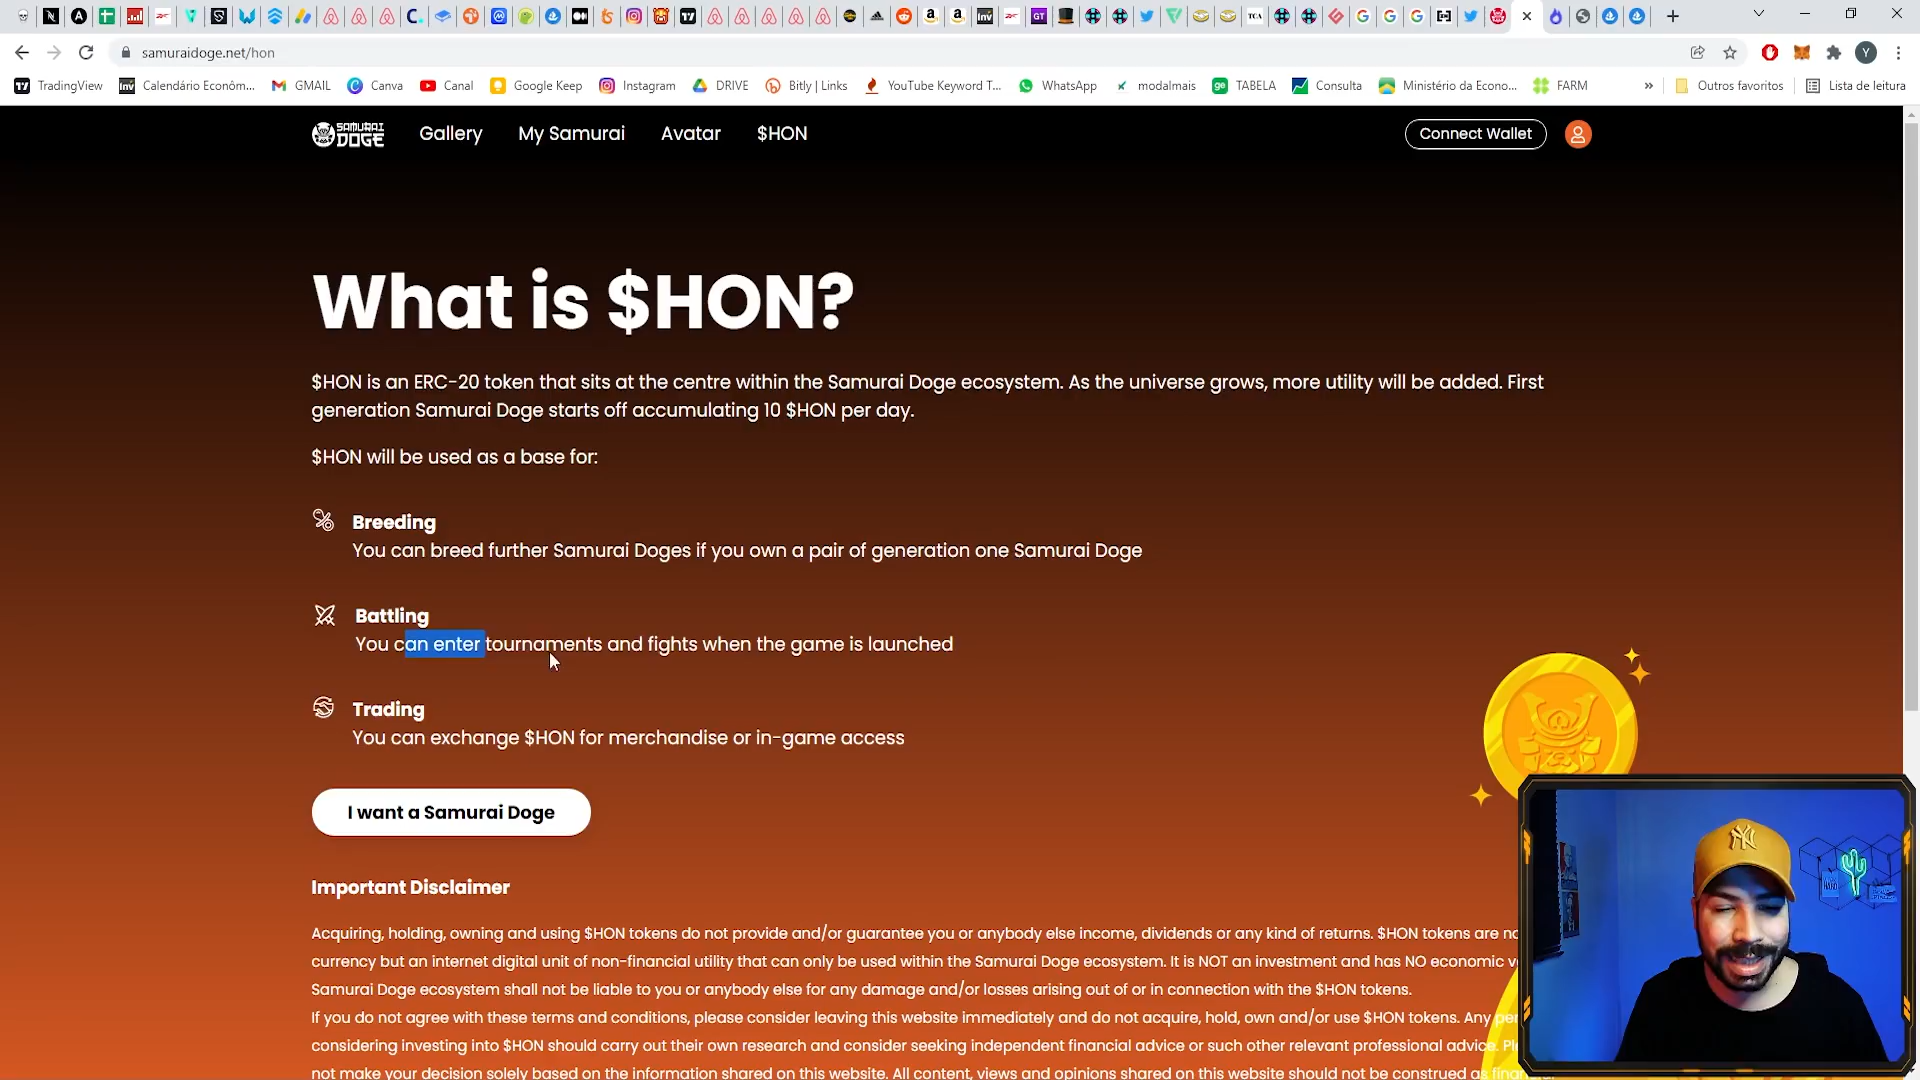 samuraidoge.net/hon
Y
TradingView
Calendário Econôm...
GMAIL
Canva
Canal
Google Keep
Instagram
DRIVE
Bitly | Links
YouTube Keyword T...
WhatsApp
modalmais
TABELA
Consulta
Ministério da Econo...
FARM
»
Outros favoritos
Lista de leitura
SAMURAI DOGE
Gallery
My Samurai
Avatar
$HON
Connect Wallet
What is $HON?
$HON is an ERC-20 token that sits at the centre within the Samurai Doge ecosystem. As the universe grows, more utility will be added. First
generation Samurai Doge starts off accumulating 10 $HON per day.
$HON will be used as a base for:
Breeding
You can breed further Samurai Doges if you own a pair of generation one Samurai Doge
Battling
You can enter tournaments and fights when the game is launched
Trading
You can exchange $HON for merchandise or in-game access
I want a Samurai Doge
Important Disclaimer
Acquiring, holding, owning and using $HON tokens do not provide and/or guarantee you or anybody else income, dividends or any kind of returns. $HON tokens are
currency but an internet digital unit of non-financial utility that can only be used within the Samurai Doge ecosystem. It is NOT an investment and has NO economic
Samurai Doge ecosystem shall not be liable to you or anybody else for any damage and/or losses arising out of or in connection with the $HON tokens.
If you do not agree with these terms and conditions, please consider leaving this website immediately and do not acquire, hold, own and/or use $HON tokens. Any
considering investing into $HON should carry out their own research and consider seeking independent financial advice or such other relevant professional advice.
not make your decision solely based on the information shared on this website. All content, views and opinions shared on this website should not be construed as